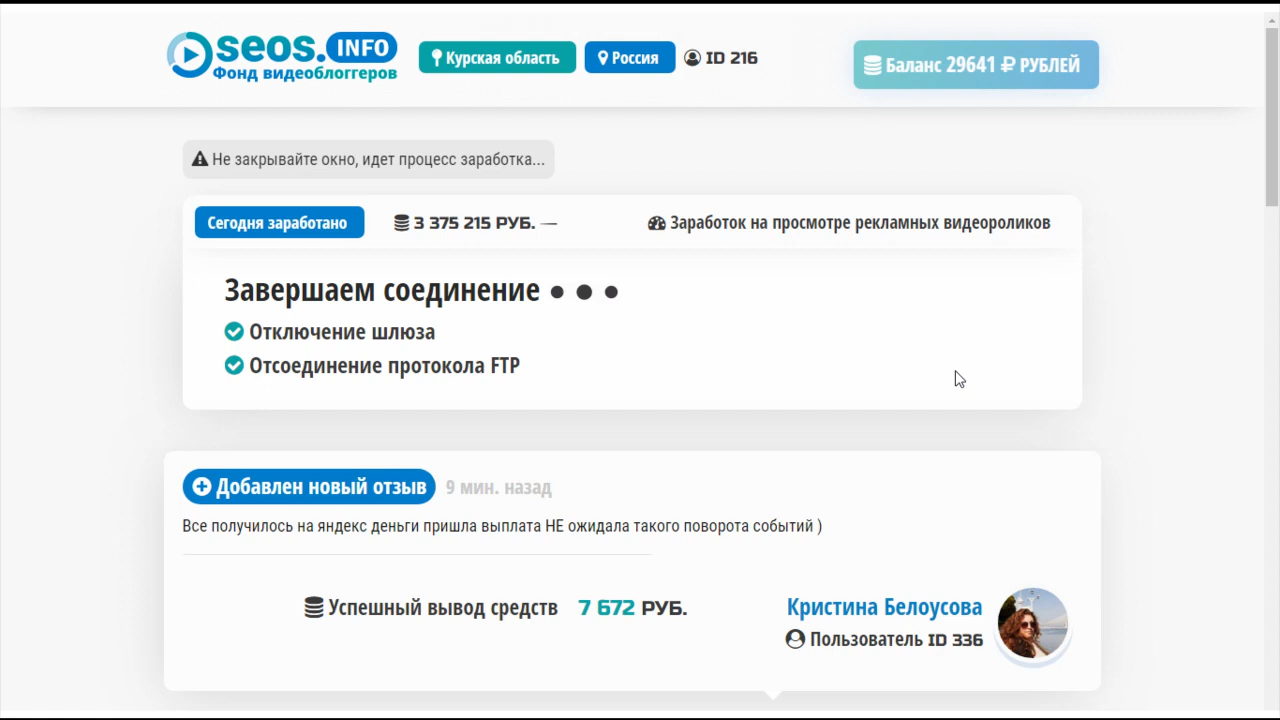 seos.INFO
Фонд видеоблоггеров
Курская область
Россия
ID 216
Баланс 29641 ₽ РУБЛЕЙ
Не закрывайте окно, идет процесс заработка...
Сегодня заработано
3 375 215 РУБ. —
Заработок на просмотре рекламных видеороликов
Завершаем соединение
Отключение шлюза
Отсоединение протокола FTP
Добавлен новый отзыв
9 мин. назад
Все получилось на яндекс деньги пришла выплата НЕ ожидала такого поворота событий )
Успешный вывод средств
7 672 РУБ.
Кристина Белоусова
Пользователь ID 336